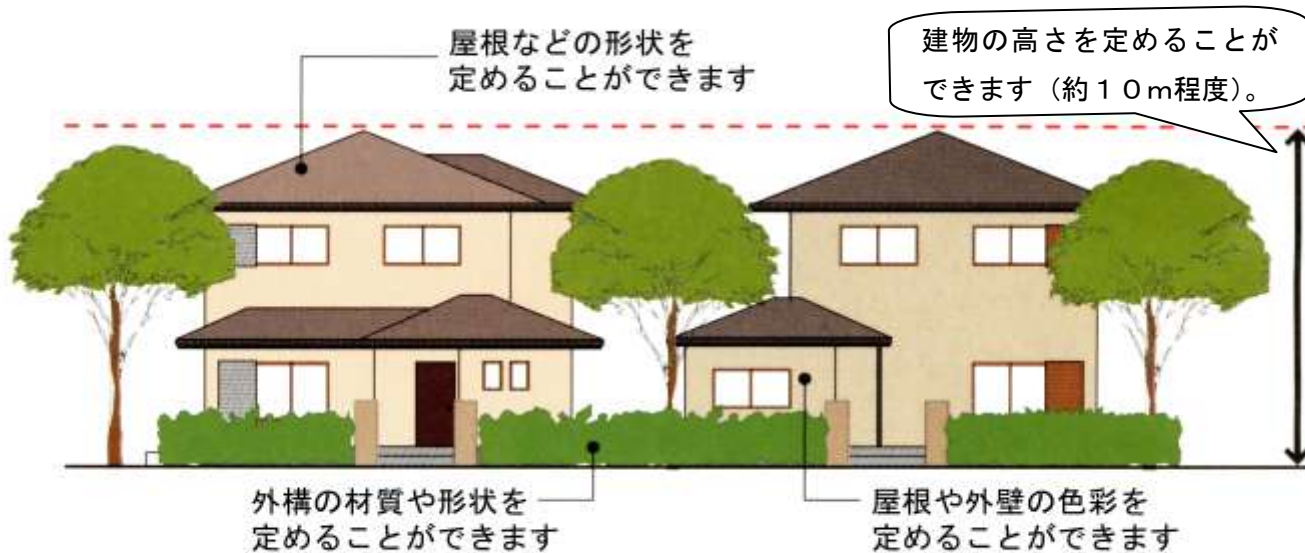 屋根などの形状を
定めることができます
建物の高さを定めることが
できます（約１０ｍ程度）。
外構の材質や形状を
定めることができます
屋根や外壁の色彩を
定めることができます